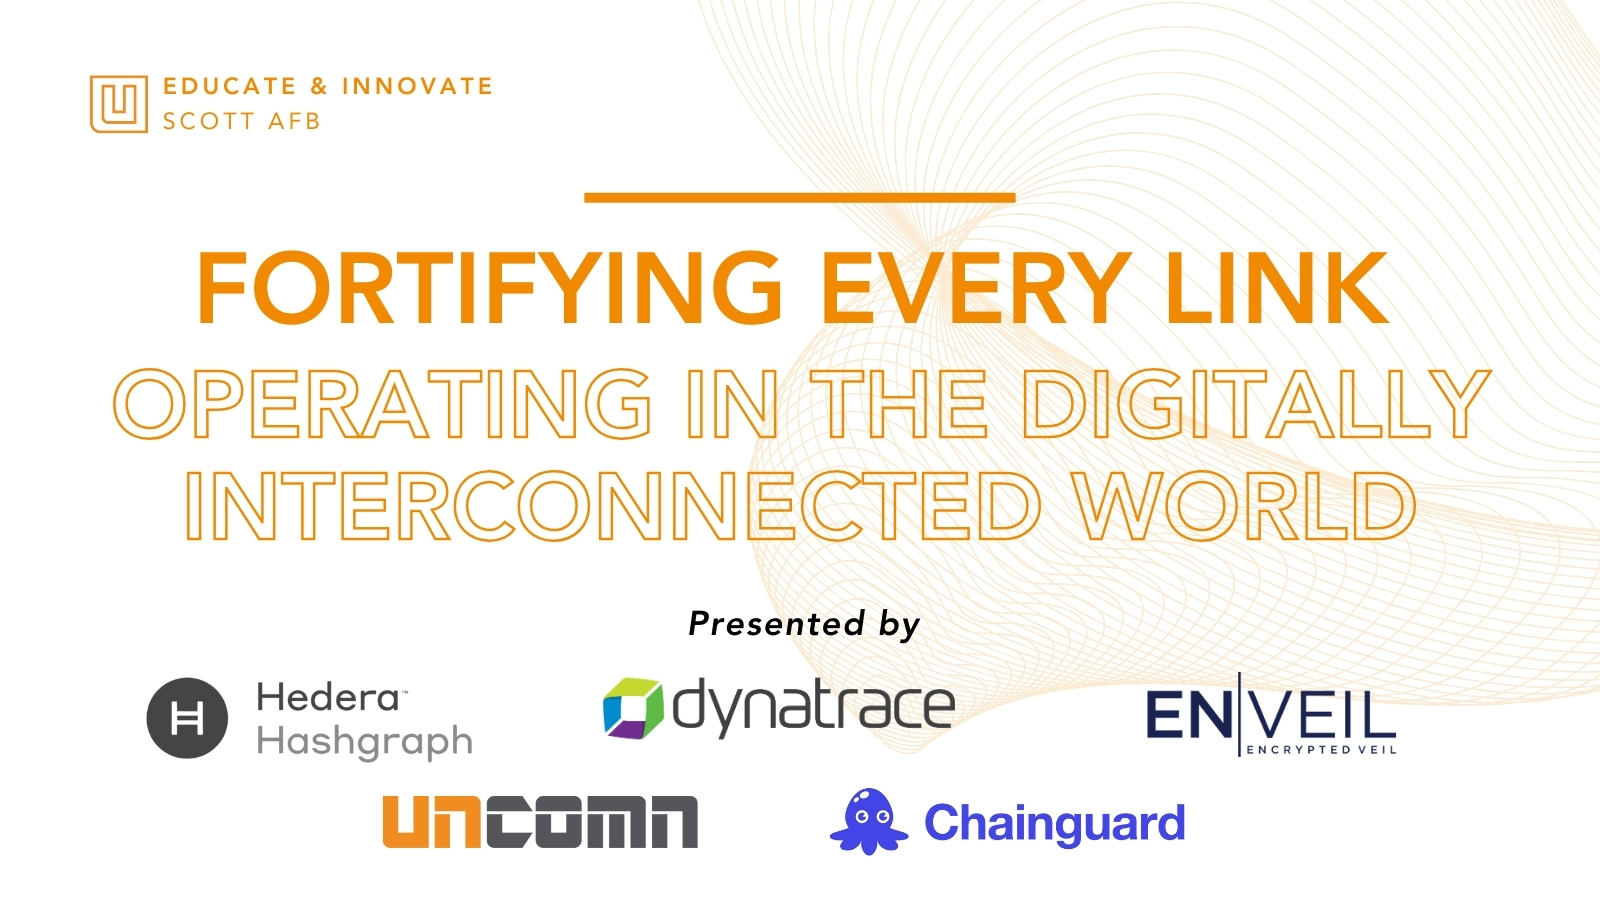 EDUCATE & INNOVATE
SCOTT AFB
FORTIFYING EVERY LINK
OPERATING IN THE DIGITALLY
INTERCONNECTED WORLD
Presented by
Hedera™
Hashgraph
dynatrace
EN|VEIL
ENCRYPTED VEIL
uncomn
Chainguard